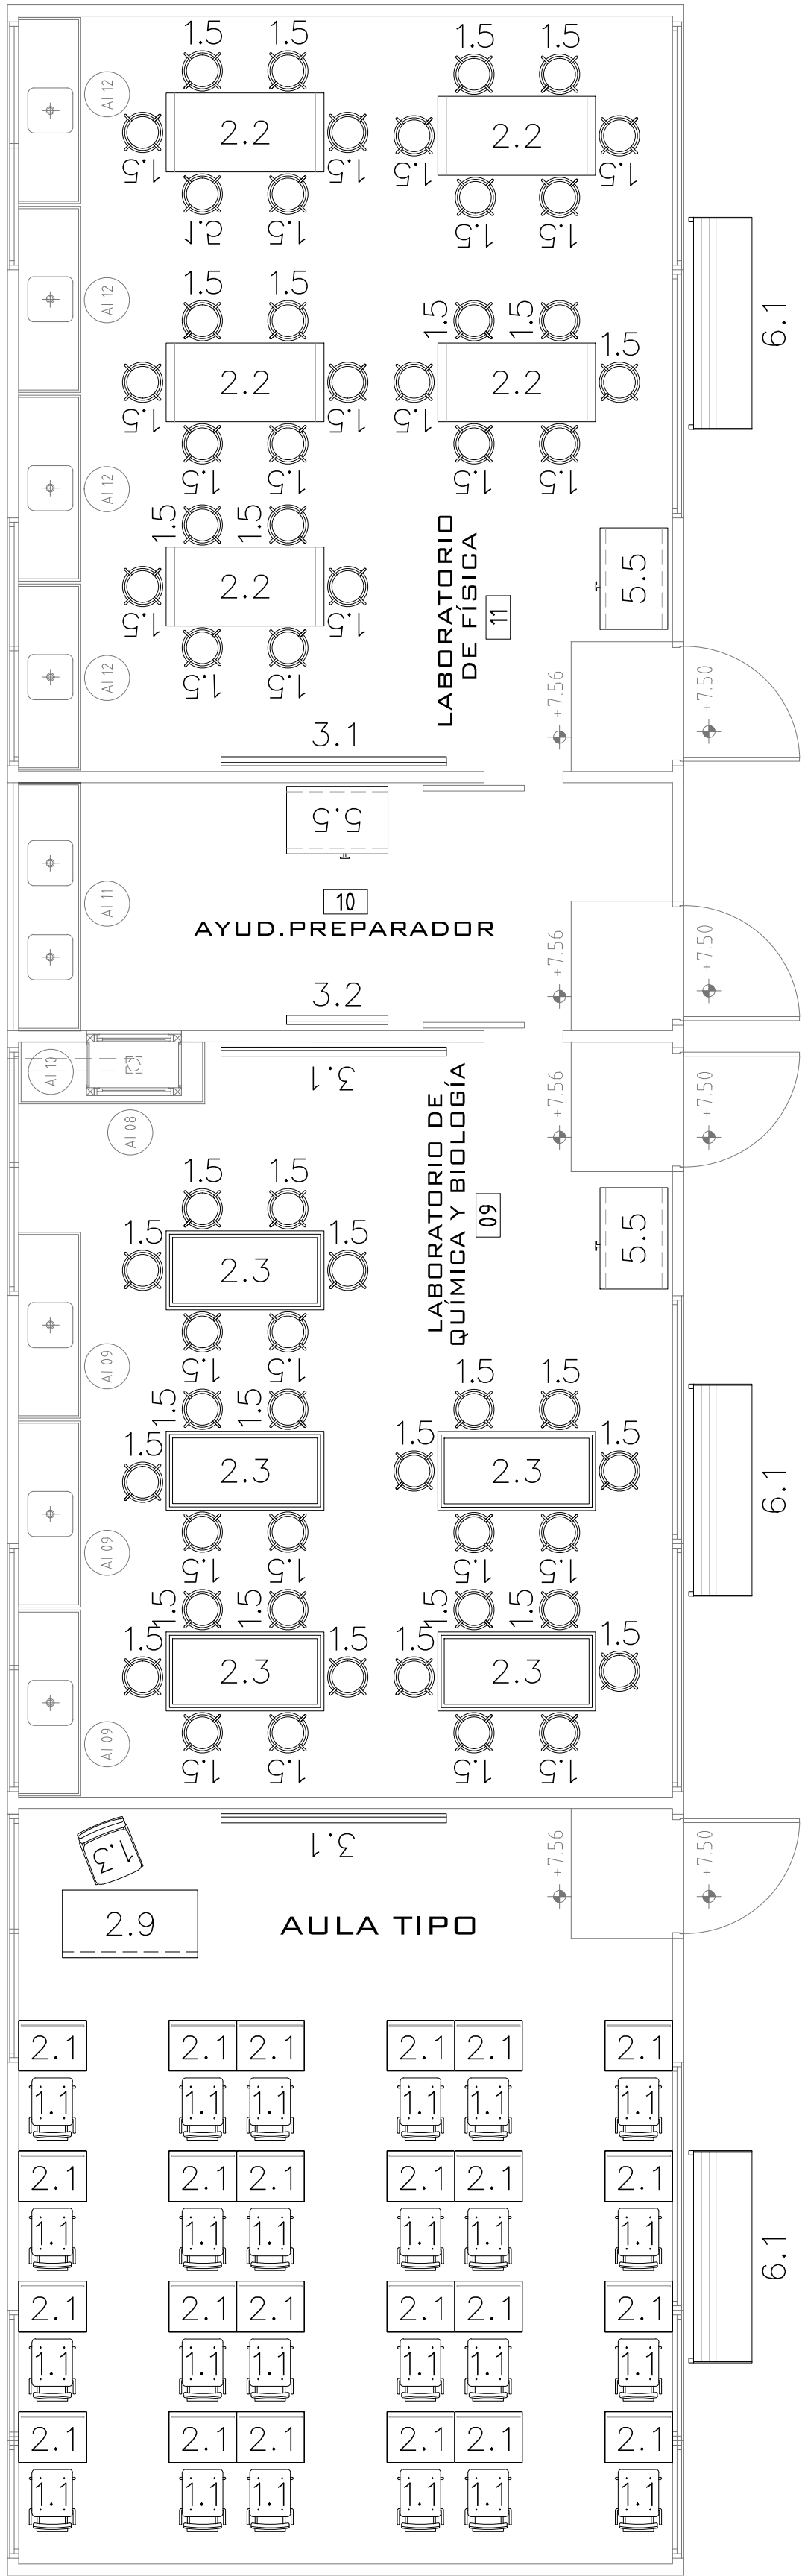 1.5 1.5 1.5 1.5
AI 12
2.2 2.2
1.5 1.5 1.5 1.5
1.5 1.5 1.5 1.5
6.1
AI 12
1.5 1.5 1.5 1.5
1.5
2.2 2.2
1.5 1.5 1.5
1.5 1.5 1.5 1.5
AI 12
1.5 1.5
LABORATORIO
DE FÍSICA
11
2.2
5.5
1.5 1.5
1.5 1.5
AI 12
+7.56
+7.50
3.1
5.5
AI 11
10
AYUD.PREPARADOR
+7.56
+7.50
3.2
3.1
AI 10
AI 08
+7.56
+7.50
LABORATORIO DE
QUÍMICA Y BIOLOGÍA
09
1.5 1.5
1.5 1.5
2.3
5.5
1.5 1.5
AI 09
1.5 1.5 1.5 1.5
1.5 1.5 1.5
2.3 2.3
6.1
1.5 1.5 1.5 1.5
AI 09
1.5 1.5 1.5 1.5
1.5 1.5 1.5 1.5
2.3 2.3
1.5 1.5 1.5 1.5
AI 09
3.1
1.3
+7.56
+7.50
2.9
AULA TIPO
2.1 2.1 2.1 2.1 2.1 2.1
1.1 1.1 1.1 1.1 1.1 1.1
2.1 2.1 2.1 2.1 2.1 2.1
1.1 1.1 1.1 1.1 1.1 1.1
6.1
2.1 2.1 2.1 2.1 2.1 2.1
1.1 1.1 1.1 1.1 1.1 1.1
2.1 2.1 2.1 2.1 2.1 2.1
1.1 1.1 1.1 1.1 1.1 1.1